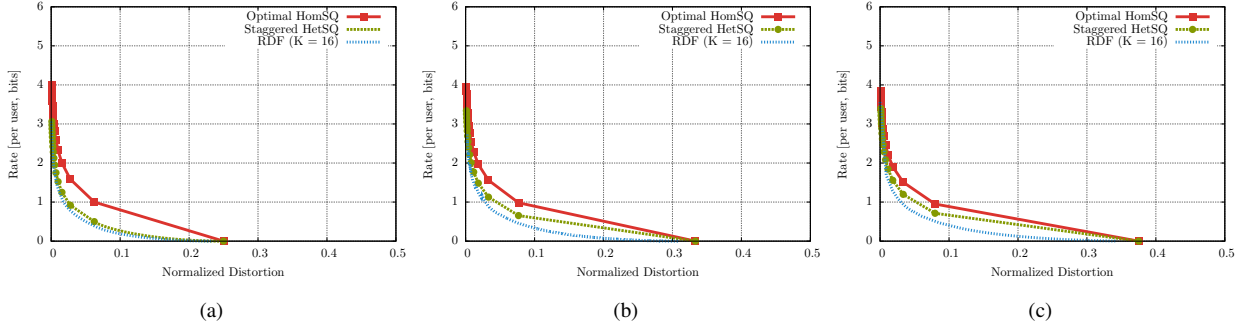 6
5
4
3
2
1
0
Rate [per user, bits]
Optimal HomSQ
Staggered HetSQ
RDF (K = 16)
0 0.1 0.2 0.3 0.4 0.5
Normalized Distortion
(a)
6
5
4
3
2
1
0
Rate [per user, bits]
Optimal HomSQ
Staggered HetSQ
RDF (K = 16)
0 0.1 0.2 0.3 0.4 0.5
Normalized Distortion
(b)
6
5
4
3
2
1
0
Rate [per user, bits]
Optimal HomSQ
Staggered HetSQ
RDF (K = 16)
0 0.1 0.2 0.3 0.4 0.5
Normalized Distortion
(c)